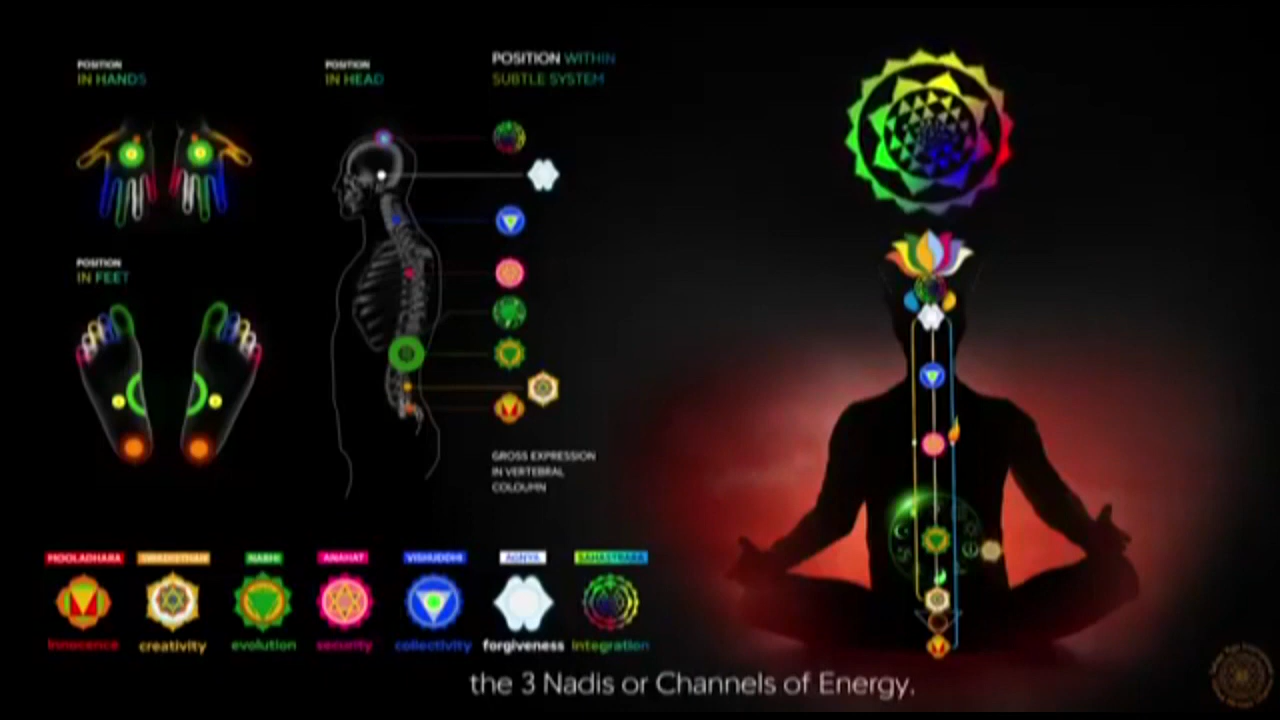 POSITION
IN HANDS
POSITION
IN HEAD
POSITION WITHIN
SUBTLE SYSTEM
POSITION
IN FEET
GROSS EXPRESSION
IN VERTEBRAL
COLOUMN
MOOLADHARA SWADISTHAN NABHI ANAHAT VISHUDDHI AGNYA SAHASTRARA
innocence creativity evolution security collectivity forgiveness integration
the 3 Nadis or Channels of Energy.